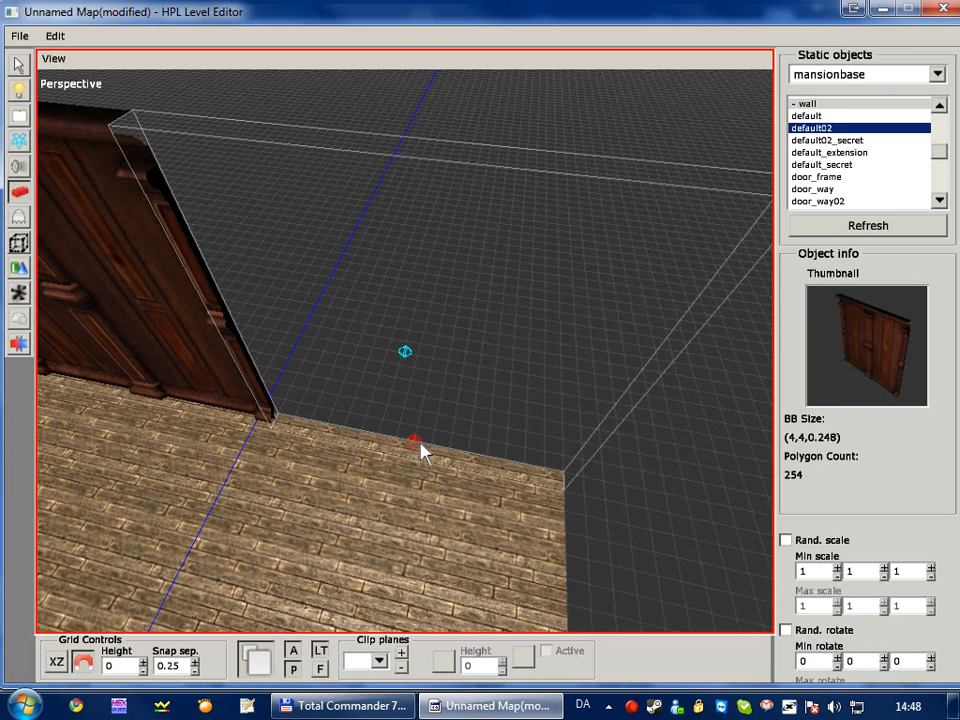 Unnamed Map(modified) - HPL Level Editor
File Edit
View
Perspective
Static objects
mansionbase
- wall
default
default02
default02_secret
default_extension
default_secret
door_frame
door_way
door_way02
Refresh
Object info
Thumbnail
BB Size:
(4,4,0.248)
Polygon Count:
254
Rand. scale
Min scale
1 1 1
Max scale
1 1 1
Rand. rotate
Min rotate
0 0 0
Max rotate
Grid Controls
XZ
Height
0
Snap sep.
0.25
A LT
P F
Clip planes
+
-
Height
0
Active
Total Commander 7...
Unnamed Map(mo...
DA
14:48